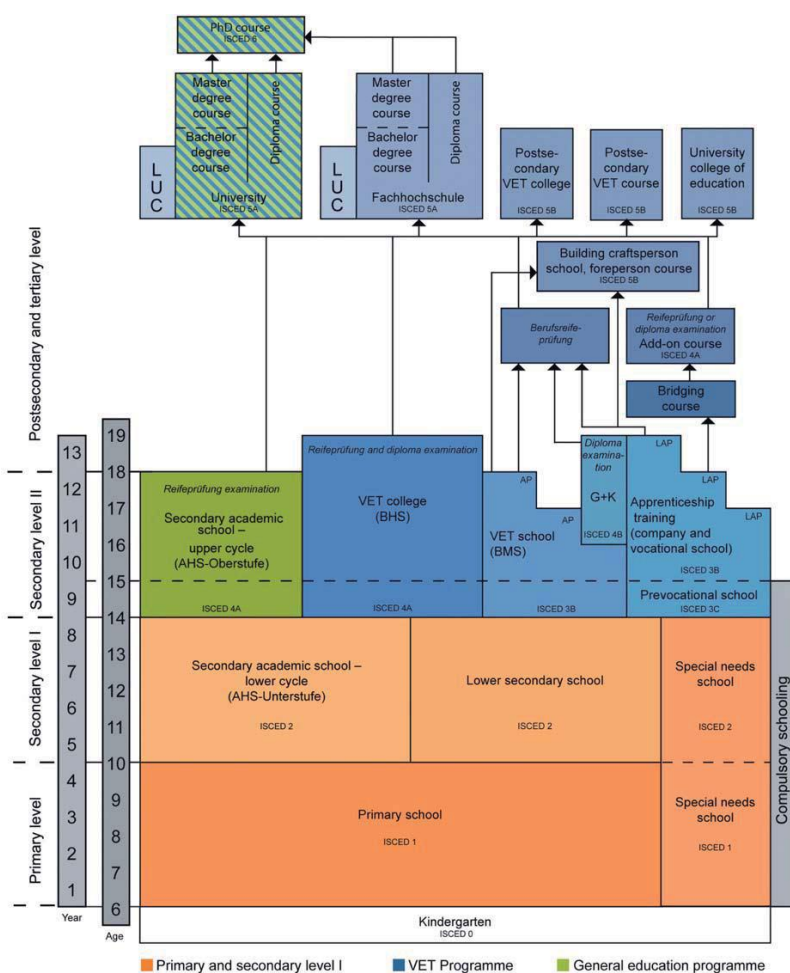 PhD course
ISCED 6
Master
degree
course
Bachelor
degree
course
Diploma course
L
U
C
University
ISCED 5A
Master
degree
course
Bachelor
degree
course
Diploma course
L
U
C
Fachhochschule
ISCED 5A
Postse-
condary
VET college
ISCED 5B
Postse-
condary
VET course
ISCED 5B
University
college of
education
ISCED 5B
Building craftsperson
school, foreperson course
ISCED 5B
Berufsreife-
prüfung
Reifeprüfung or
diploma examination
Add-on course
ISCED 4A
Bridging
course
Postsecondary and tertiary level
Secondary level II
Secondary level I
Primary level
13
12
11
10
9
8
7
6
5
4
3
2
1
Year
19
18
17
16
15
14
13
12
11
10
9
8
7
6
Age
Reifeprüfung examination
Secondary academic
school –
upper cycle
(AHS-Oberstufe)
ISCED 4A
Reifeprüfung and diploma examination
VET college
(BHS)
ISCED 4A
AP
AP
VET school
(BMS)
ISCED 3B
Diploma
examina-
tion
G+K
ISCED 4B
LAP
LAP
LAP
Apprenticeship
training
(company and
vocational school)
ISCED 3B
Prevocational school
ISCED 3C
Secondary academic school –
lower cycle
(AHS-Unterstufe)
ISCED 2
Lower secondary school
ISCED 2
Special needs
school
ISCED 2
Primary school
ISCED 1
Special needs
school
ISCED 1
Compulsory schooling
Kindergarten
ISCED 0
Primary and secondary level I
VET Programme
General education programme